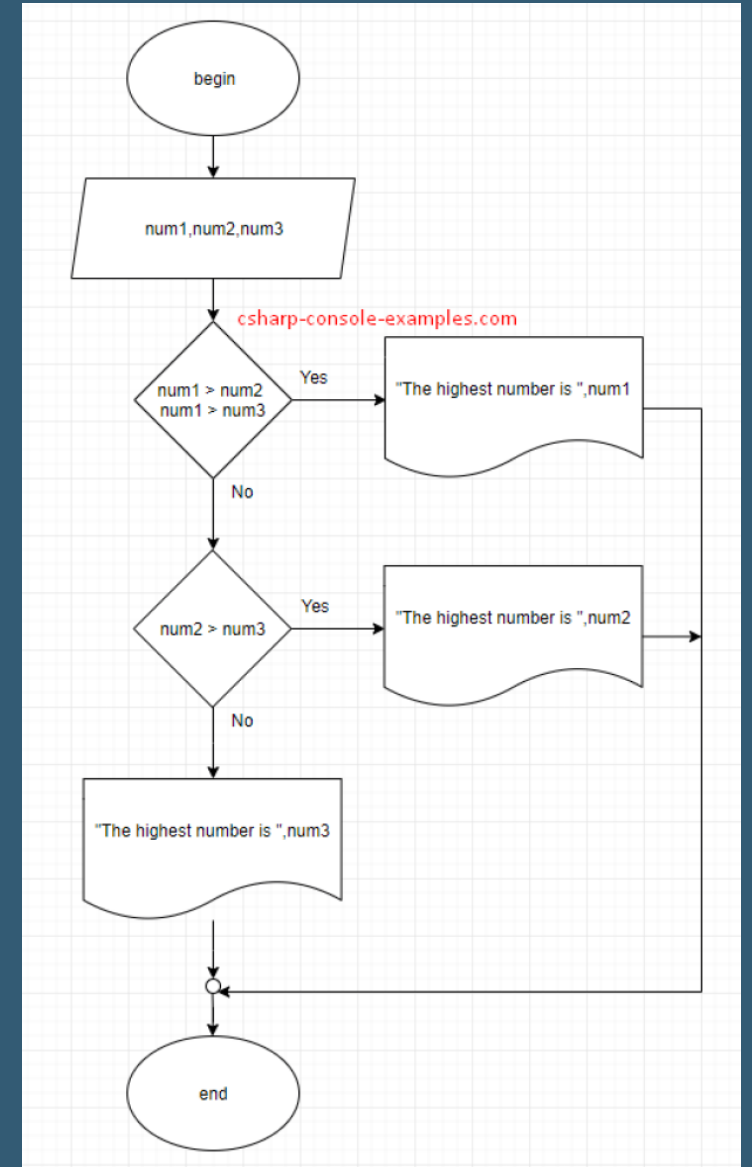 begin
num1,num2,num3
csharp-console-examples.com
num1 > num2
num1 > num3
Yes
"The highest number is ",num1
No
num2 > num3
Yes
"The highest number is ",num2
No
"The highest number is ",num3
end